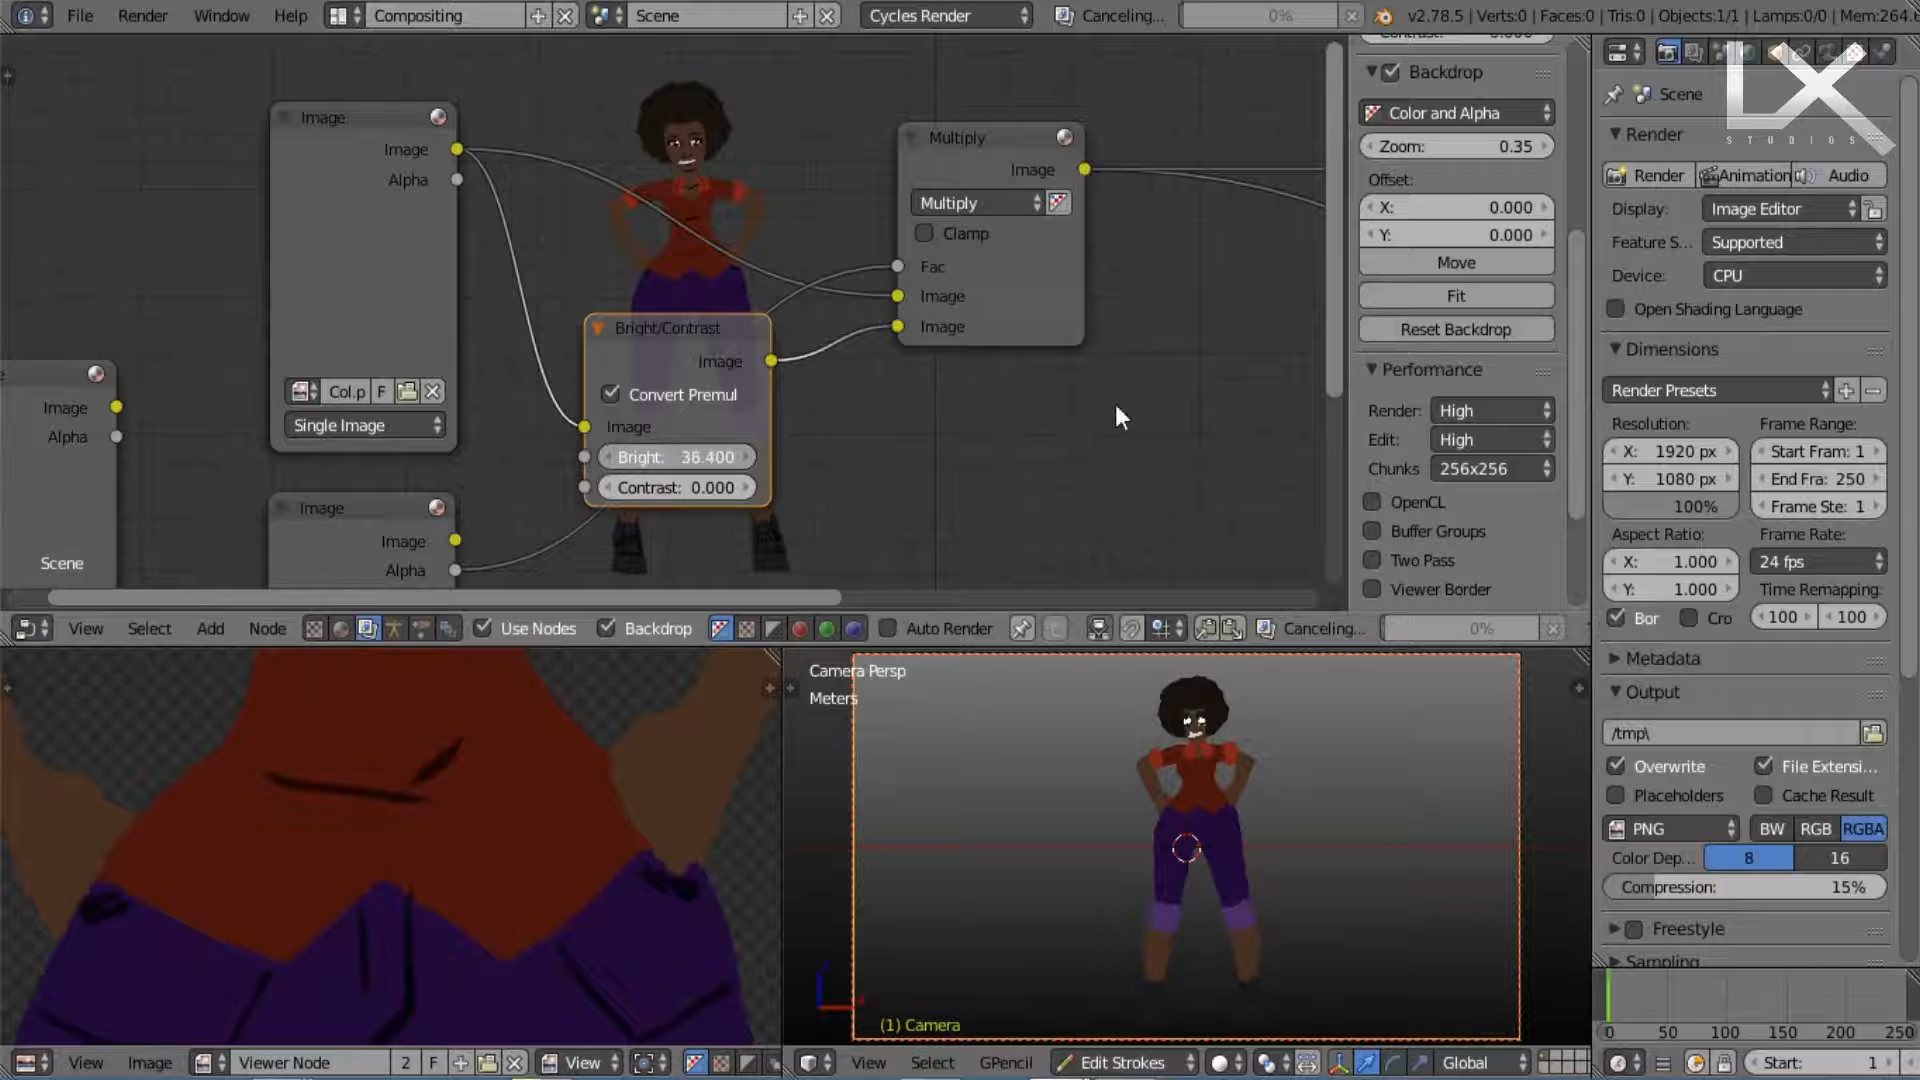 File Render Window Help Compositing Scene Cycles Render Canceling... 0% v2.78.5 | Verts:0 | Faces:0 | Tris:0 | Objects:1/1 | Lamps:0/0 | Mem:264.
LX
STUDIOS
Image
Image
Alpha
Col.p F
Single Image
Image
Alpha
Scene
Image
Image
Alpha
Bright/Contrast
Image
Convert Premul
Image
Bright: 36.400
Contrast: 0.000
Multiply
Image
Multiply
Clamp
Fac
Image
Image
Backdrop
Color and Alpha
Zoom: 0.35
Offset:
X: 0.000
Y: 0.000
Move
Fit
Reset Backdrop
Performance
Render: High
Edit: High
Chunks 256x256
OpenCL
Buffer Groups
Two Pass
Viewer Border
Scene
Render
Render Animation Audio
Display: Image Editor
Feature S... Supported
Device: CPU
Open Shading Language
Dimensions
Render Presets
Resolution: Frame Range:
X: 1920 px Start Fram: 1
Y: 1080 px End Fra: 250
100% Frame Ste: 1
Aspect Ratio: Frame Rate:
X: 1.000 24 fps
Y: 1.000 Time Remapping:
Bor Cro 100 100
Metadata
Output
/tmp\
Overwrite File Extensi...
Placeholders Cache Result
PNG BW RGB RGBA
Color Dep... 8 16
Compression: 15%
Freestyle
Sampling
View Select Add Node Use Nodes Backdrop Auto Render Canceling... 0%
Camera Persp
Meters
(1) Camera
0 50 100 150 200 250
View Image Viewer Node 2 F View
View Select GPencil Edit Strokes Global
Start: 1